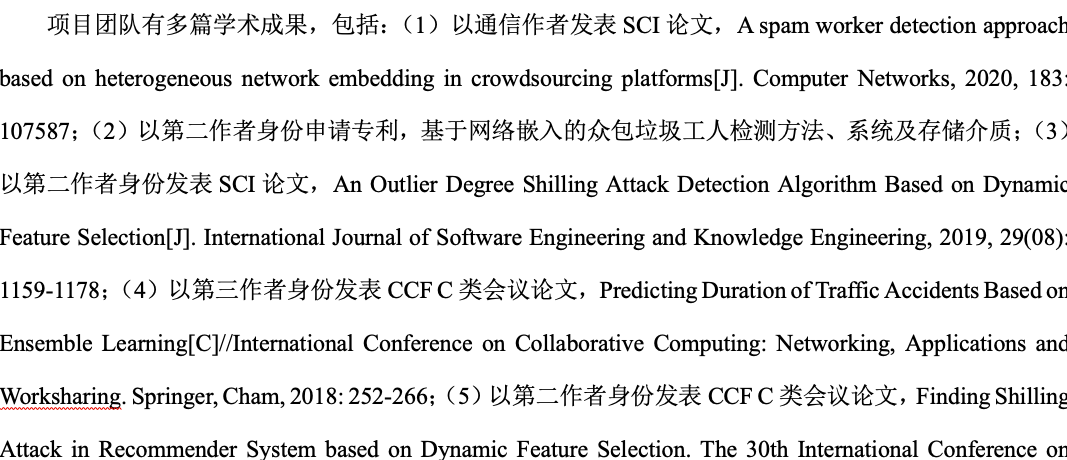 项目团队有多篇学术成果，包括：（1）以通信作者发表 SCI 论文，A spam worker detection approach
based on heterogeneous network embedding in crowdsourcing platforms[J]. Computer Networks, 2020, 183:
107587；（2）以第二作者身份申请专利，基于网络嵌入的众包垃圾工人检测方法、系统及存储介质；（3）
以第二作者身份发表 SCI 论文，An Outlier Degree Shilling Attack Detection Algorithm Based on Dynamic
Feature Selection[J]. International Journal of Software Engineering and Knowledge Engineering, 2019, 29(08):
1159-1178；（4）以第三作者身份发表 CCF C 类会议论文，Predicting Duration of Traffic Accidents Based on
Ensemble Learning[C]//International Conference on Collaborative Computing: Networking, Applications and
Worksharing. Springer, Cham, 2018: 252-266；（5）以第二作者身份发表 CCF C 类会议论文，Finding Shilling
Attack in Recommender System based on Dynamic Feature Selection. The 30th International Conference on